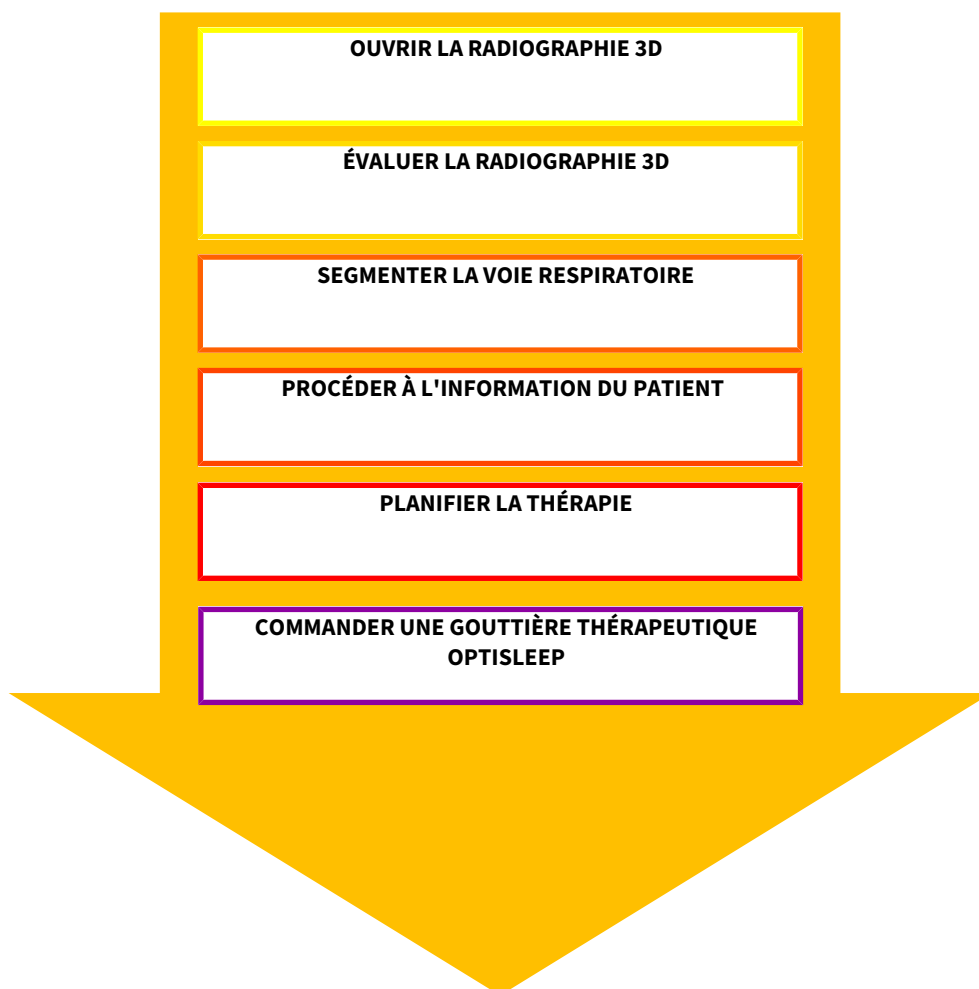 OUVRIR LA RADIOGRAPHIE 3D
ÉVALUER LA RADIOGRAPHIE 3D
SEGMENTER LA VOIE RESPIRATOIRE
PROCÉDER À L'INFORMATION DU PATIENT
PLANIFIER LA THÉRAPIE
COMMANDER UNE GOUTTIÈRE THÉRAPEUTIQUE
OPTISLEEP